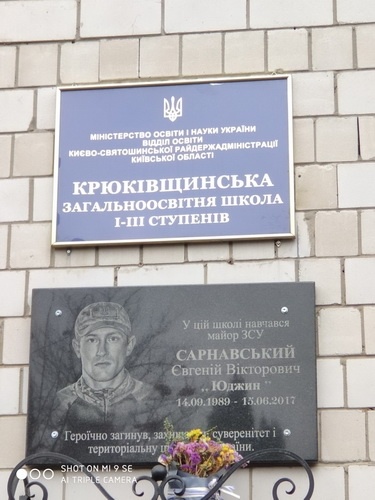 МІНІСТЕРСТВО ОСВІТИ І НАУКИ УКРАЇНИ
ВІДДІЛ ОСВІТИ
КИЄВО-СВЯТОШИНСЬКОЇ РАЙДЕРЖАДМІНІСТРАЦІЇ
КИЇВСЬКОЇ ОБЛАСТІ
КРЮКІВЩИНСЬКА
ЗАГАЛЬНООСВІТНЯ ШКОЛА
І-ІІІ СТУПЕНІВ
У цій школі навчався
майор ЗСУ
САРНАВСЬКИЙ
Євгеній Вікторович
„Юджин"
14.09.1989 - 15.06.2017
Героїчно загинув, суверенітет і
територіальну
SHOT ON MI 9 SE
AI TRIPLE CAMERA